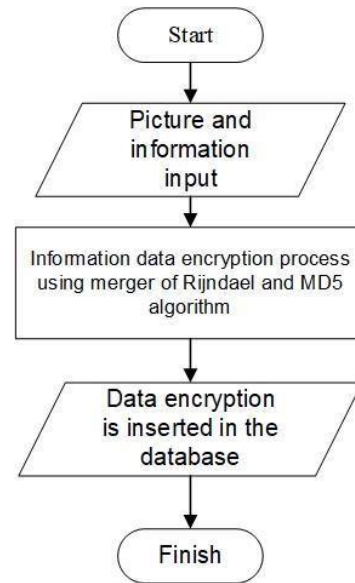 Start
Picture and
information
input
Information data encryption process
using merger of Rijndael and MD5
algorithm
Data encryption
is inserted in the
database
Finish